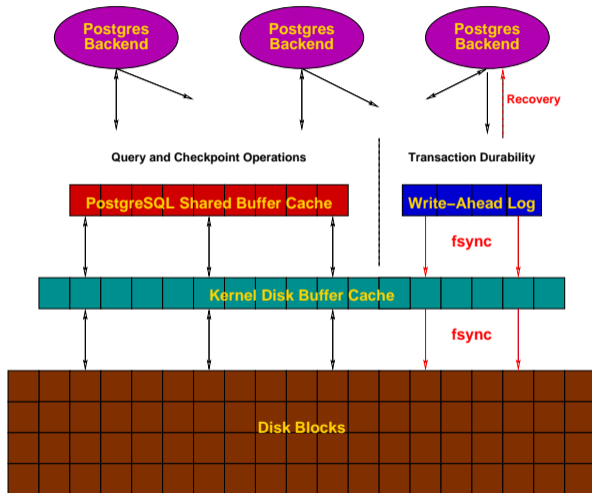 Postgres
Backend
Postgres
Backend
Postgres
Backend
Recovery
Query and Checkpoint Operations
Transaction Durability
PostgreSQL Shared Buffer Cache
Write−Ahead Log
fsync
Kernel Disk Buffer Cache
fsync
Disk Blocks